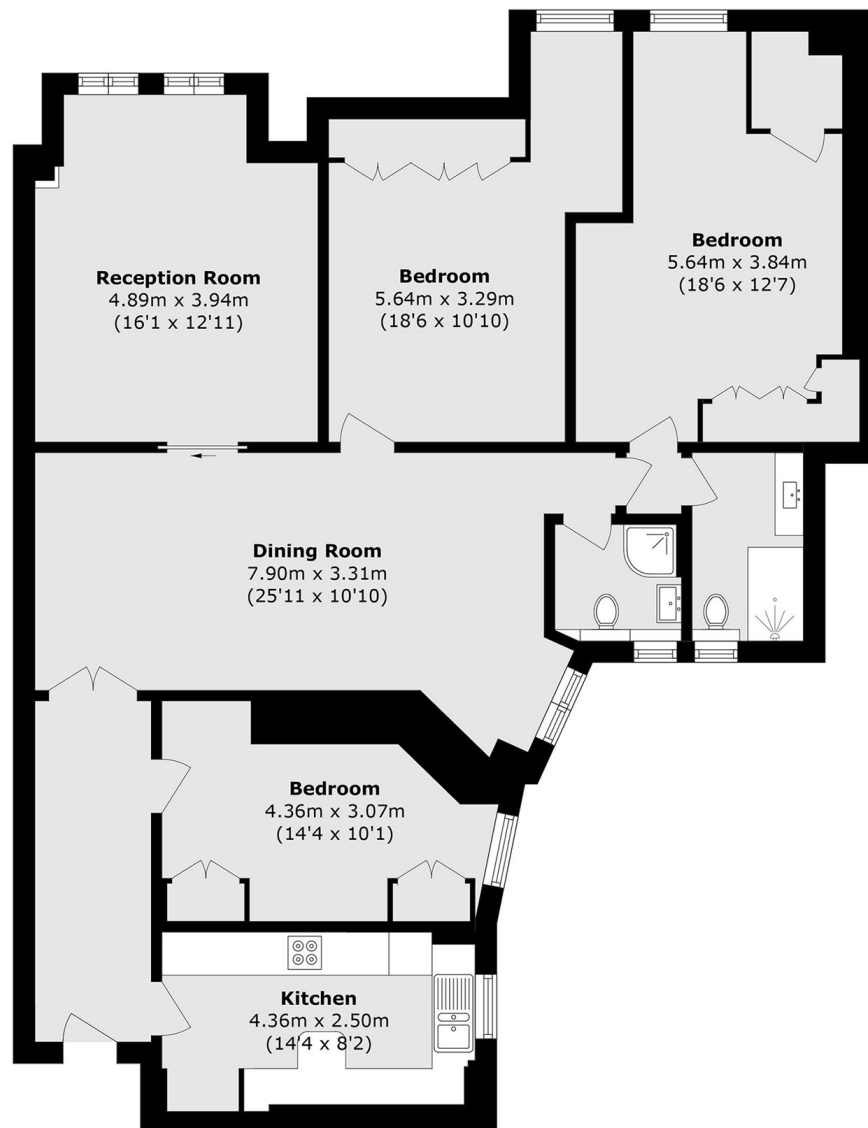 Reception Room
4.89m x 3.94m
(16'1 x 12'11)
Bedroom
5.64m x 3.29m
(18'6 x 10'10)
Bedroom
5.64m x 3.84m
(18'6 x 12'7)
Dining Room
7.90m x 3.31m
(25'11 x 10'10)
Bedroom
4.36m x 3.07m
(14'4 x 10'1)
Kitchen
4.36m x 2.50m
(14'4 x 8'2)